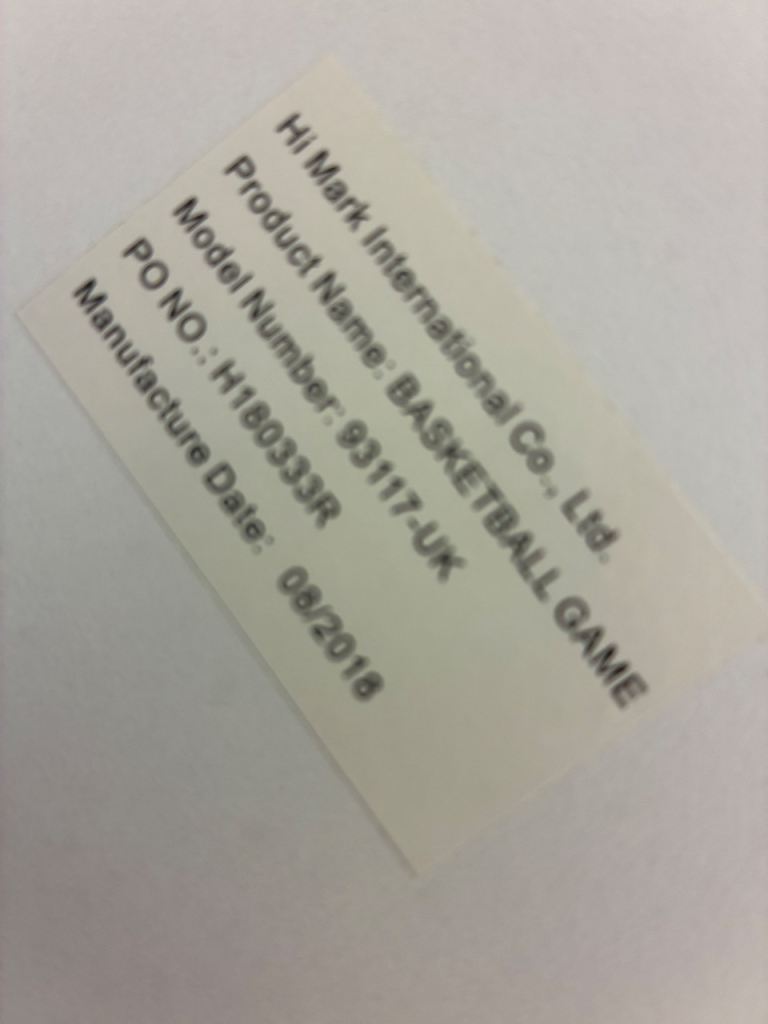 Hi Mark International Co., Ltd.
Product Name: BASKETBALL GAME
Model Number: 93117-UK
PO NO.: H180333R
Manufacture Date: 08/2018